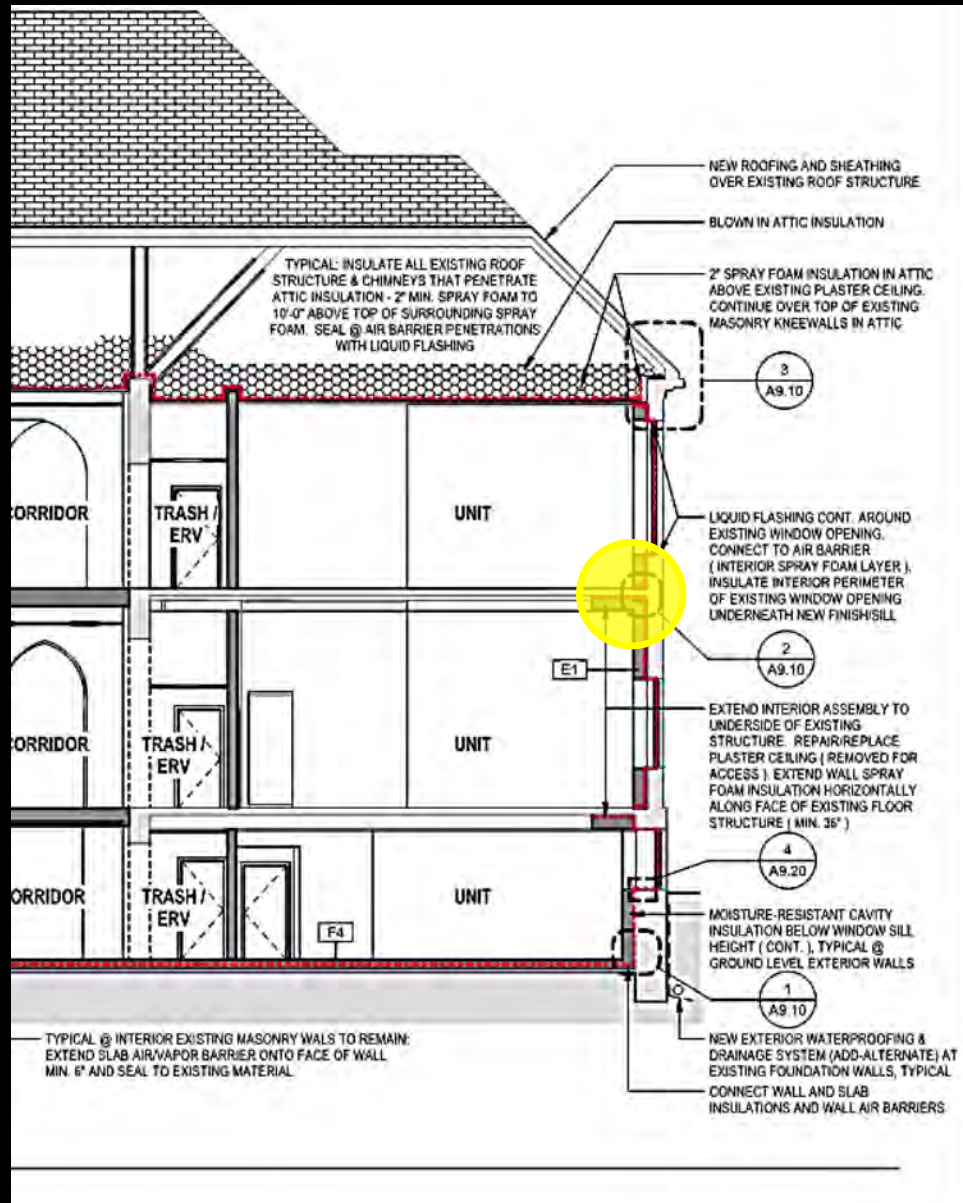 NEW ROOFING AND SHEATHING
OVER EXISTING ROOF STRUCTURE
BLOWN IN ATTIC INSULATION
TYPICAL: INSULATE ALL EXISTING ROOF
STRUCTURE & CHIMNEYS THAT PENETRATE
ATTIC INSULATION - 2" MIN. SPRAY FOAM TO
10'-0" ABOVE TOP OF SURROUNDING SPRAY
FOAM. SEAL @ AIR BARRIER PENETRATIONS
WITH LIQUID FLASHING
2" SPRAY FOAM INSULATION IN ATTIC
ABOVE EXISTING PLASTER CEILING.
CONTINUE OVER TOP OF EXISTING
MASONRY KNEEWALLS IN ATTIC
3
A9.10
CORRIDOR
TRASH /
ERV
UNIT
LIQUID FLASHING CONT. AROUND
EXISTING WINDOW OPENING.
CONNECT TO AIR BARRIER
( INTERIOR SPRAY FOAM LAYER ).
INSULATE INTERIOR PERIMETER
OF EXISTING WINDOW OPENING
UNDERNEATH NEW FINISH/SILL
2
A9.10
E1
CORRIDOR
TRASH /
ERV
UNIT
EXTEND INTERIOR ASSEMBLY TO
UNDERSIDE OF EXISTING
STRUCTURE. REPAIR/REPLACE
PLASTER CEILING ( REMOVED FOR
ACCESS ). EXTEND WALL SPRAY
FOAM INSULATION HORIZONTALLY
ALONG FACE OF EXISTING FLOOR
STRUCTURE ( MIN. 36" )
4
A9.20
ORRIDOR
TRASH /
ERV
UNIT
F4
MOISTURE-RESISTANT CAVITY
INSULATION BELOW WINDOW SILL
HEIGHT ( CONT. ), TYPICAL @
GROUND LEVEL EXTERIOR WALLS
1
A9.10
TYPICAL @ INTERIOR EXISTING MASONRY WALS TO REMAIN:
EXTEND SLAB AIR/VAPOR BARRIER ONTO FACE OF WALL
MIN. 6" AND SEAL TO EXISTING MATERIAL
NEW EXTERIOR WATERPROOFING &
DRAINAGE SYSTEM (ADD-ALTERNATE) AT
EXISTING FOUNDATION WALLS, TYPICAL
CONNECT WALL AND SLAB
INSULATIONS AND WALL AIR BARRIERS